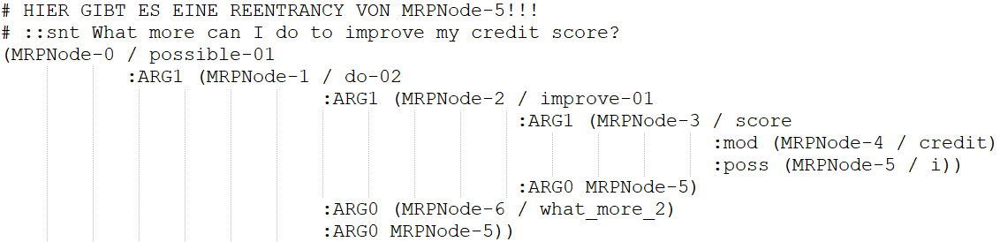 # HIER GIBT ES EINE REENTRANCY VON MRPNode-5!!!
# ::snt What more can I do to improve my credit score?
(MRPNode-0 / possible-01
:ARG1 (MRPNode-1 / do-02
:ARG1 (MRPNode-2 / improve-01
:ARG1 (MRPNode-3 / score
:mod (MRPNode-4 / credit)
:poss (MRPNode-5 / i))
:ARG0 MRPNode-5)
:ARG0 (MRPNode-6 / what_more_2)
:ARG0 MRPNode-5))